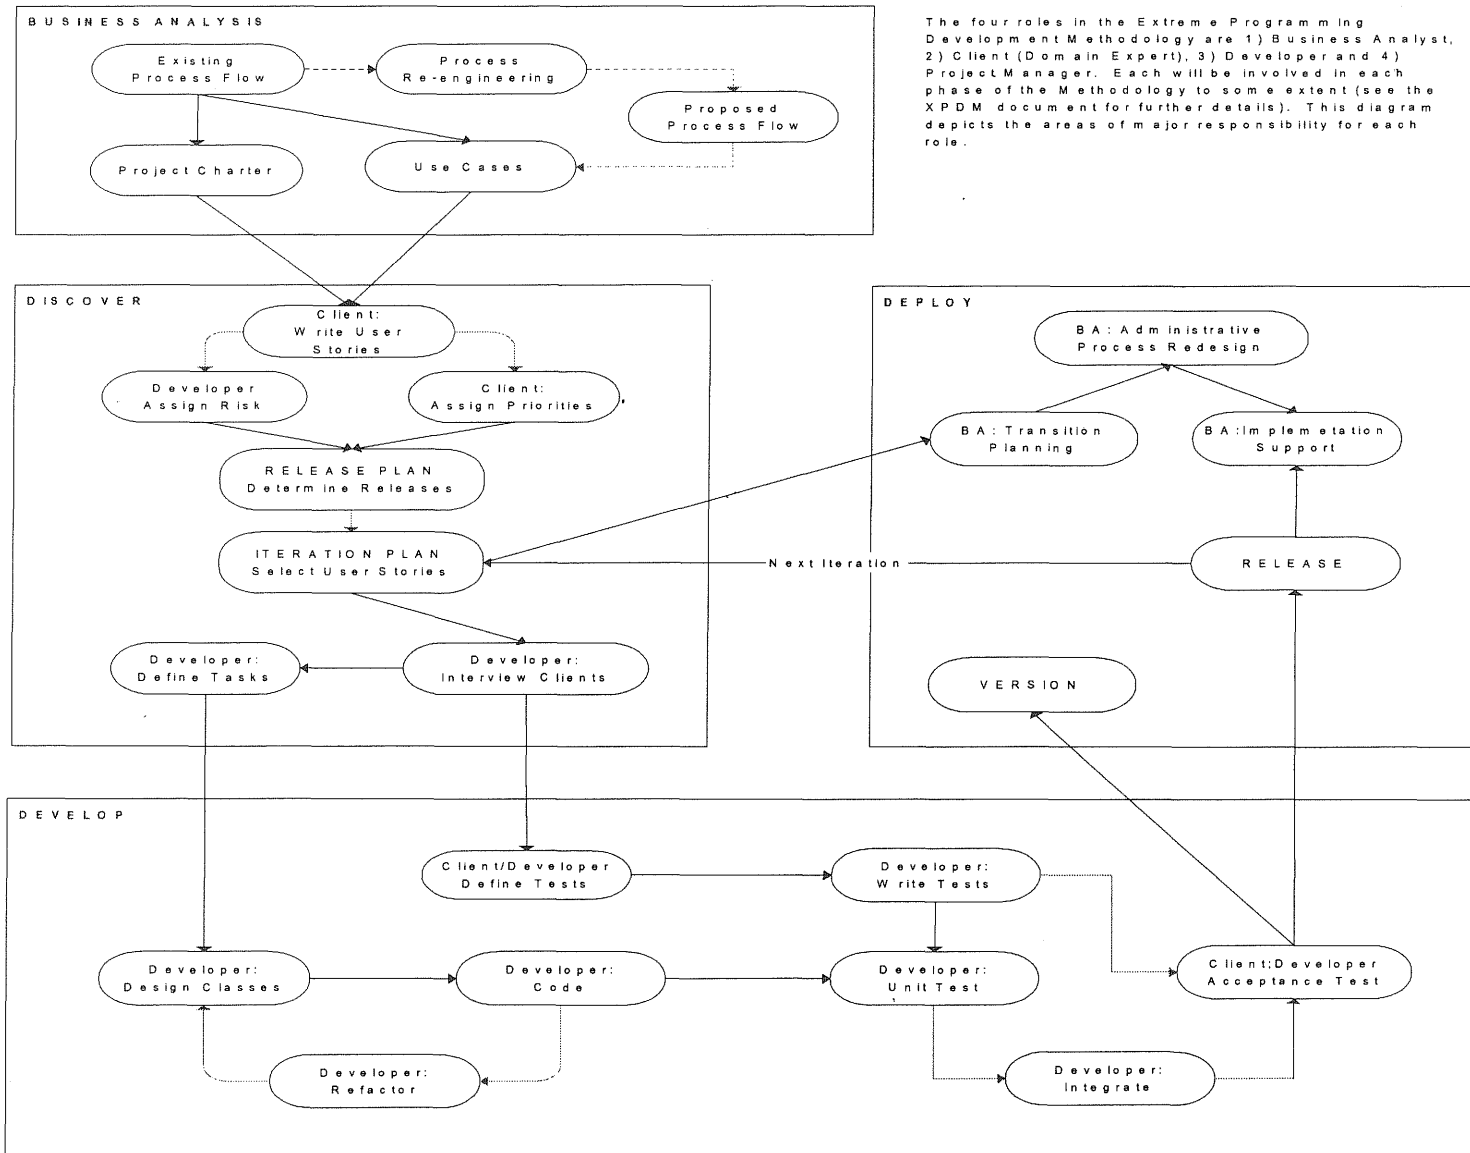 BUSINESS ANALYSIS
Existing
Process Flow
Process
Re-engineering
Proposed
Process Flow
Project Charter
Use Cases
The four roles in the Extreme Programming
Development Methodology are 1) Business Analyst,
2) Client (Domain Expert), 3) Developer and 4)
Project Manager. Each will be involved in each
phase of the Methodology to some extent (see the
XPDM document for further details). This diagram
depicts the areas of major responsibility for each
role.
DISCOVER
Client:
Write User
Stories
Developer
Assign Risk
Client:
Assign Priorities
RELEASE PLAN
Determine Releases
ITERATION PLAN
Select User Stories
Developer:
Define Tasks
Developer:
Interview Clients
Next Iteration
DEPLOY
BA: Administrative
Process Redesign
BA: Transition
Planning
BA:Implemetation
Support
RELEASE
VERSION
DEVELOP
Client/Developer
Define Tests
Developer:
Write Tests
Developer:
Design Classes
Developer:
Code
Developer:
Unit Test
Client;Developer
Acceptance Test
Developer:
Refactor
Developer:
Integrate